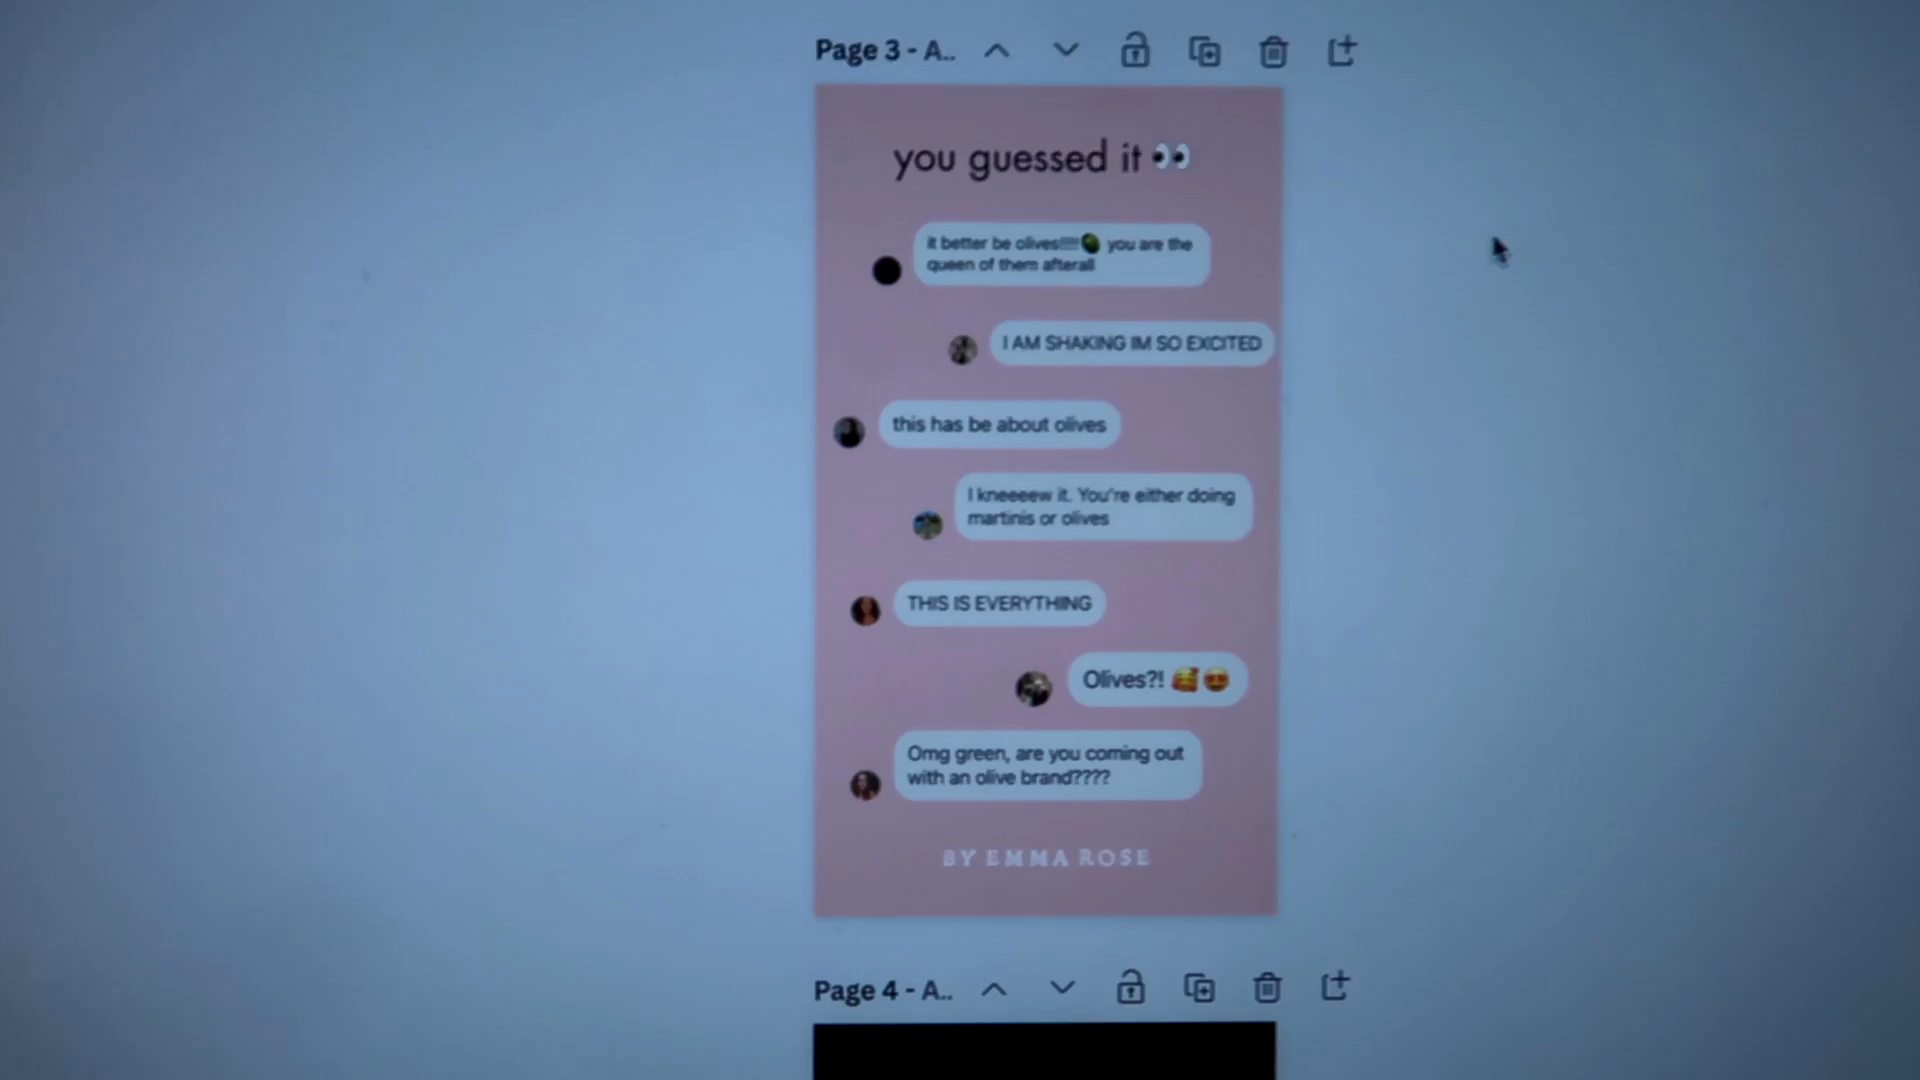 Page 3 - A..
you guessed it 👀
it better be olives!!!!!🫒 you are the
queen of them afterall
I AM SHAKING IM SO EXCITED
this has be about olives
I kneeeew it. You're either doing
martinis or olives
THIS IS EVERYTHING
Olives?! 🥰😍
Omg green, are you coming out
with an olive brand????
BY EMMA ROSE
Page 4 - A..